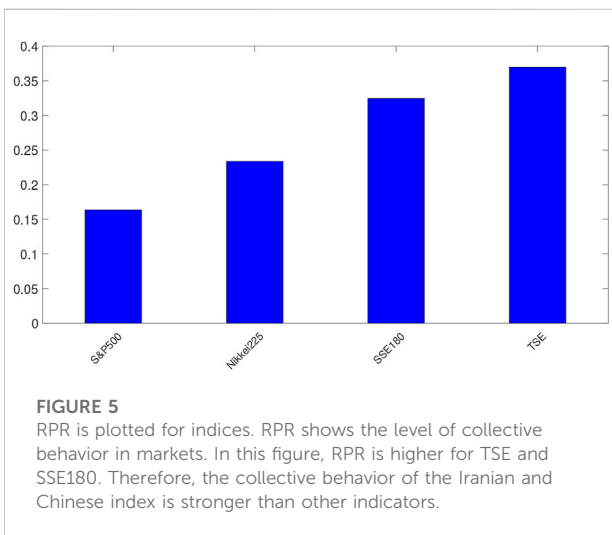 0.4
0.35
0.3
0.25
0.2
0.15
0.1
0.05
0
S&P500
Nikkei225
SSE180
TSE
FIGURE 5
RPR is plotted for indices. RPR shows the level of collective
behavior in markets. In this figure, RPR is higher for TSE and
SSE180. Therefore, the collective behavior of the Iranian and
Chinese index is stronger than other indicators.